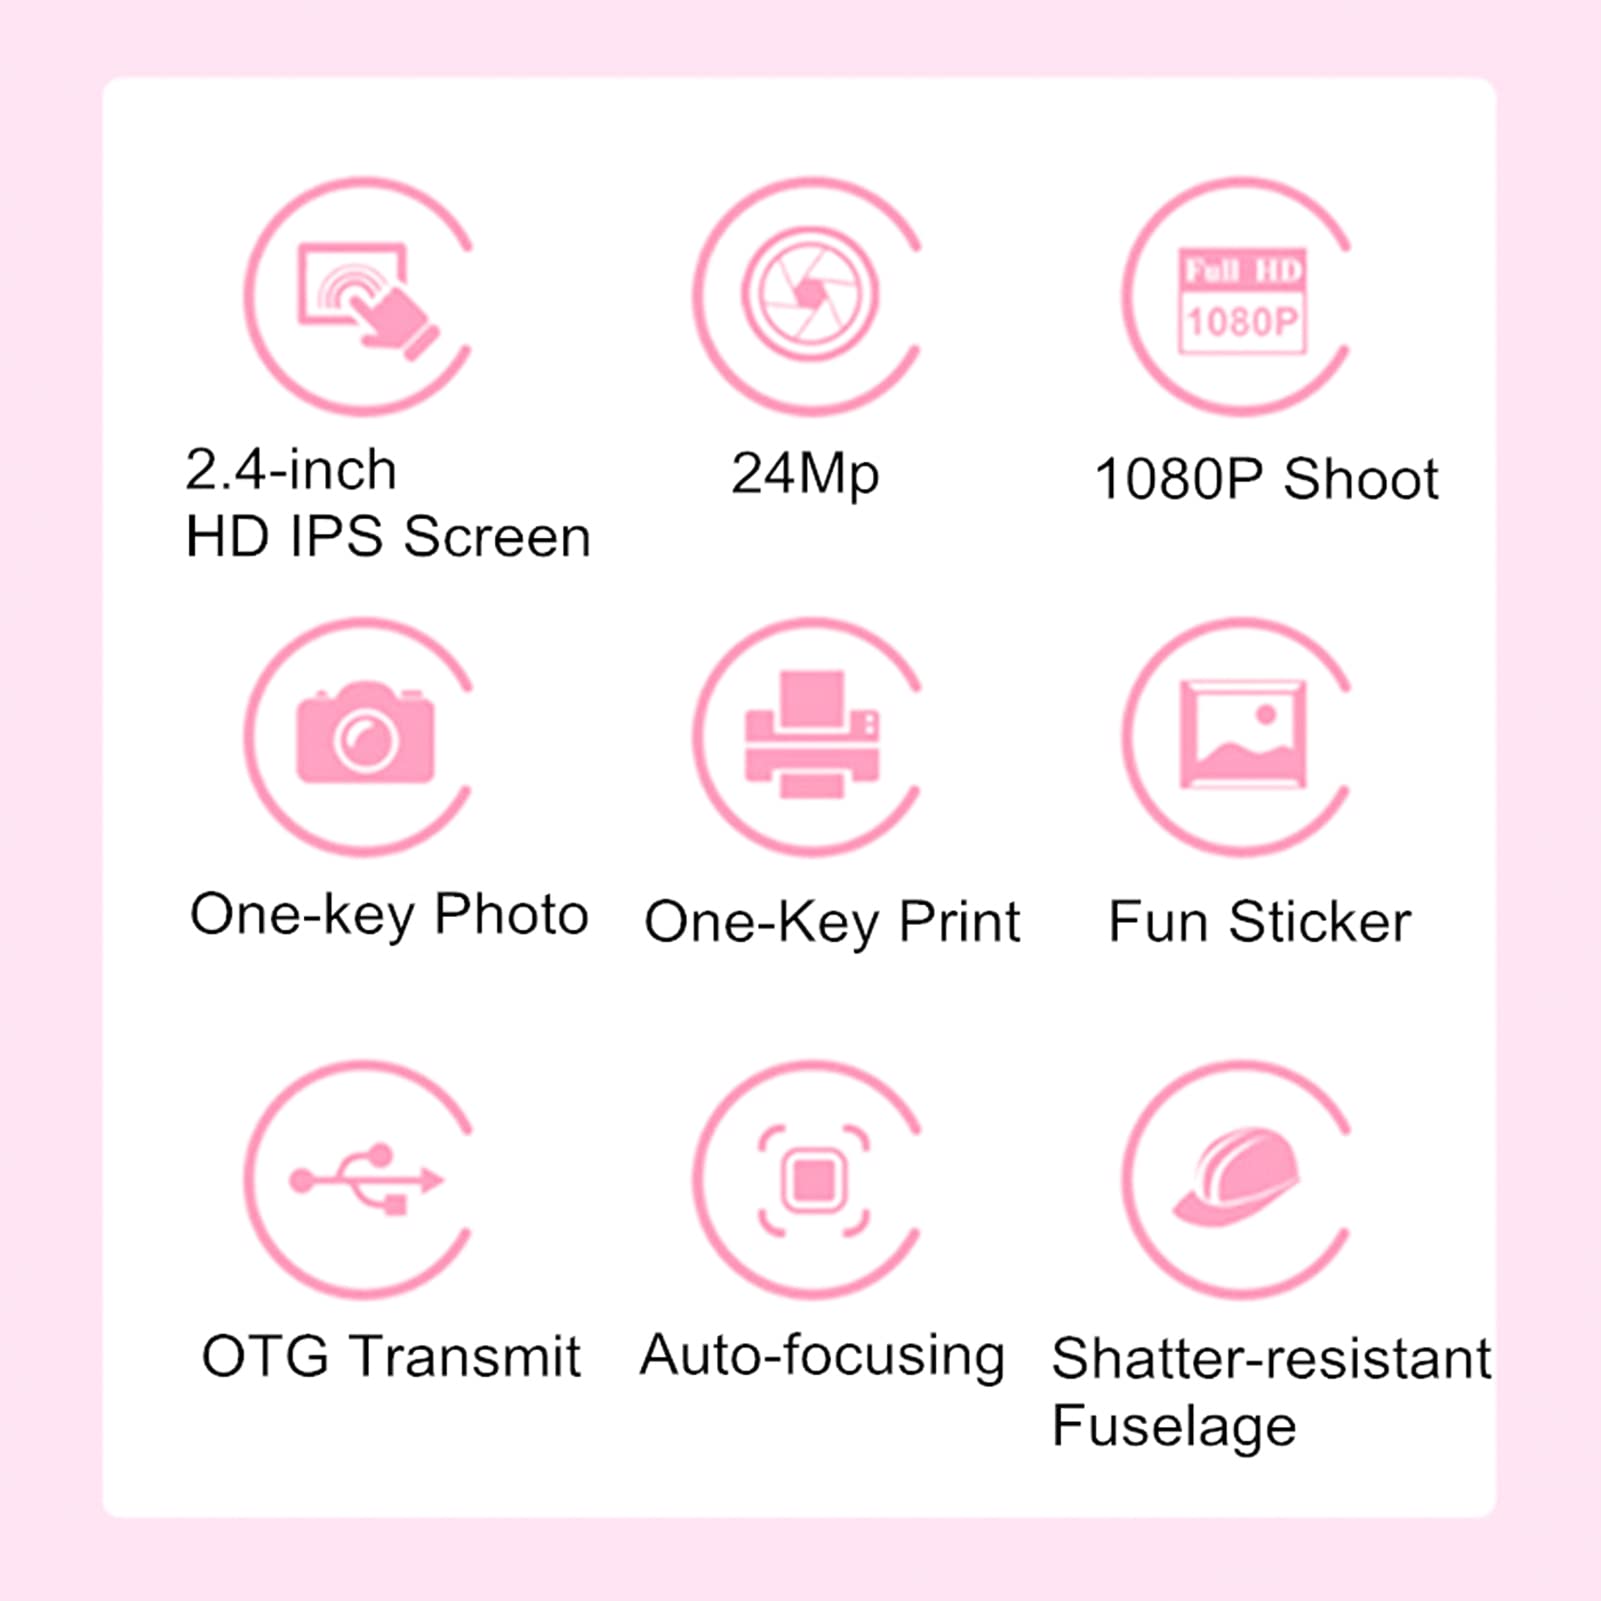 Full HD
1080P
2.4-inch
HD IPS Screen
24Mp
1080P Shoot
One-key Photo
One-Key Print
Fun Sticker
OTG Transmit
Auto-focusing
Shatter-resistant
Fuselage